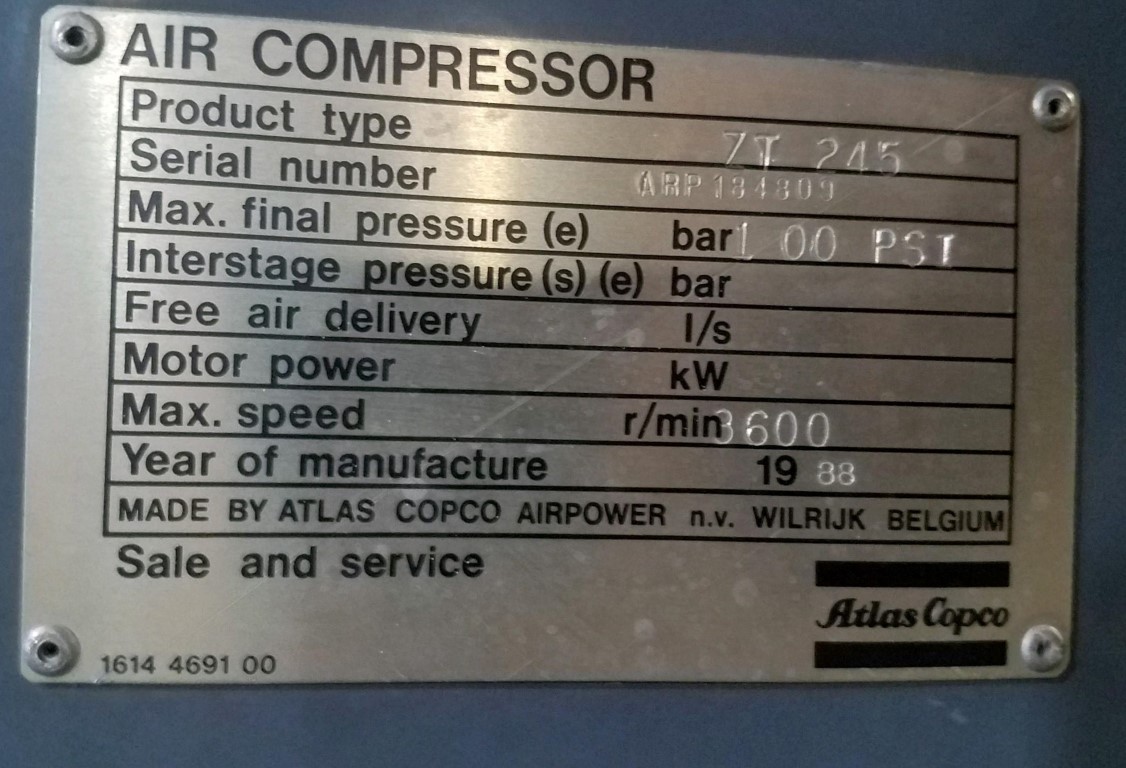 AIR COMPRESSOR
Product type ZT 245
Serial number ARP184809
Max. final pressure (e) bar 100 PSI
Interstage pressure (s) (e) bar
Free air delivery l/s
Motor power kW
Max. speed r/min 3600
Year of manufacture 19 88
MADE BY ATLAS COPCO AIRPOWER n.v. WILRIJK BELGIUM
Sale and service
Atlas Copco
1614 4691 00